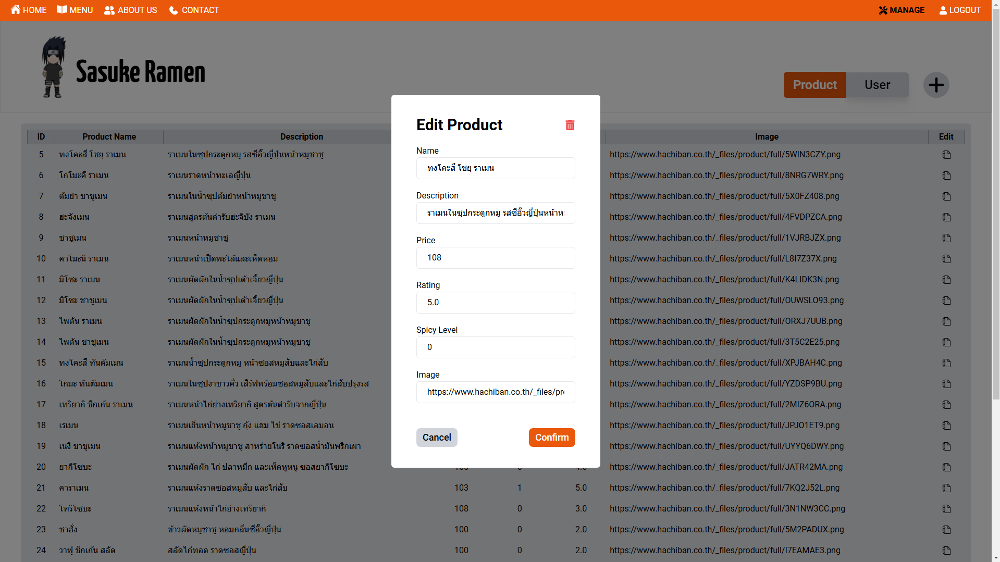 HOME MENU ABOUT US CONTACT MANAGE LOGOUT
Sasuke Ramen
Product User
Edit Product
Name
ทงโคะสึ โชยุ ราเมน
Description
ราเมนในซุปกระดูกหมู รสซีอิ๊วญี่ปุ่นหน้าห
Price
108
Rating
5.0
Spicy Level
0
Image
https://www.hachiban.co.th/_files/pr
Cancel Confirm
ID Product Name Description Image Edit
5 ทงโคะสึ โชยุ ราเมน ราเมนในซุปกระดูกหมู รสซีอิ๊วญี่ปุ่นหน้าหมูชาชู https://www.hachiban.co.th/_files/product/full/5WIN3CZY.png
6 โกโมะคึ ราเมน ราเมนราดหน้าทะเลญี่ปุ่น https://www.hachiban.co.th/_files/product/full/8NRG7WRY.png
7 ต้มยำ ชาชูเมน ราเมนในน้ำซุปต้มยำหน้าหมูชาชู https://www.hachiban.co.th/_files/product/full/5X0FZ408.png
8 ฮะจังเมน ราเมนสูตรต้นตำรับฮะจิบัง ราเมน https://www.hachiban.co.th/_files/product/full/4FVDPZCA.png
9 ชาชูเมน ราเมนหน้าหมูชาชู https://www.hachiban.co.th/_files/product/full/1VJRBJZX.png
10 คาโมะนิ ราเมน ราเมนหน้าเป็ดพะโล้และเห็ดหอม https://www.hachiban.co.th/_files/product/full/L8I7Z37X.png
11 มิโซะ ราเมน ราเมนผัดผักในน้ำซุปเต้าเจี้ยวญี่ปุ่น https://www.hachiban.co.th/_files/product/full/K4LIDK3N.png
12 มิโซะ ชาชูเมน ราเมนผัดผักในน้ำซุปเต้าเจี้ยวญี่ปุ่น https://www.hachiban.co.th/_files/product/full/OUWSLO93.png
13 ไพตัน ราเมน ราเมนผัดผักในน้ำซุปกระดูกหมูหน้าหมูชาชู https://www.hachiban.co.th/_files/product/full/ORXJ7UUB.png
14 ไพตัน ชาชูเมน ราเมนผัดผักในน้ำซุปกระดูกหมูหน้าหมูชาชู https://www.hachiban.co.th/_files/product/full/3T5C2E25.png
15 ทงโคะสึ ทันตัมเมน ราเมนน้ำซุปกระดูกหมู หน้าซอสหมูสับและไก่สับ https://www.hachiban.co.th/_files/product/full/XPJBAH4C.png
16 โกมะ ทันตัมเมน ราเมนในซุปงาขาวคั่ว เสิร์ฟพร้อมซอสหมูสับและไก่สับปรุงรส https://www.hachiban.co.th/_files/product/full/YZDSP9BU.png
17 เทริยากิ ชิกเก้น ราเมน ราเมนหน้าไก่ย่างเทริยากิ สูตรต้นตำรับจากญี่ปุ่น https://www.hachiban.co.th/_files/product/full/2MIZ6ORA.png
18 เรเมน ราเมนเย็นหน้าหมูชาชู กุ้ง แฮม ไข่ ราดซอสเลมอน https://www.hachiban.co.th/_files/product/full/JPJO1ET9.png
19 เนงิ ชาชูเมน ราเมนแห้งหน้าหมูชาชู สาหร่ายโนริ ราดซอสน้ำมันพริกเผา https://www.hachiban.co.th/_files/product/full/UYYQ6DWY.png
20 ยากิโซบะ ราเมนผัดผัก ไก่ ปลาหมึก และเห็ดหูหนู ซอสยากิโซบะ https://www.hachiban.co.th/_files/product/full/JATR42MA.png
21 คาราเมน ราเมนแห้งราดซอสหมูสับ และไก่สับ 103 1 5.0 https://www.hachiban.co.th/_files/product/full/7KQ2J52L.png
22 โทริโซบะ ราเมนแห้งหน้าไก่ย่างเทริยากิ 108 0 3.0 https://www.hachiban.co.th/_files/product/full/3N1NW3CC.png
23 ชาฮั่ง ข้าวผัดหมูชาชู หอมกลิ่นซีอิ๊วญี่ปุ่น 100 0 2.0 https://www.hachiban.co.th/_files/product/full/5M2PADUX.png
24 วาฟู ชิกเก้น สลัด สลัดไก่ทอด ราดซอสญี่ปุ่น 100 0 2.0 https://www.hachiban.co.th/_files/product/full/I7EAMAE3.png